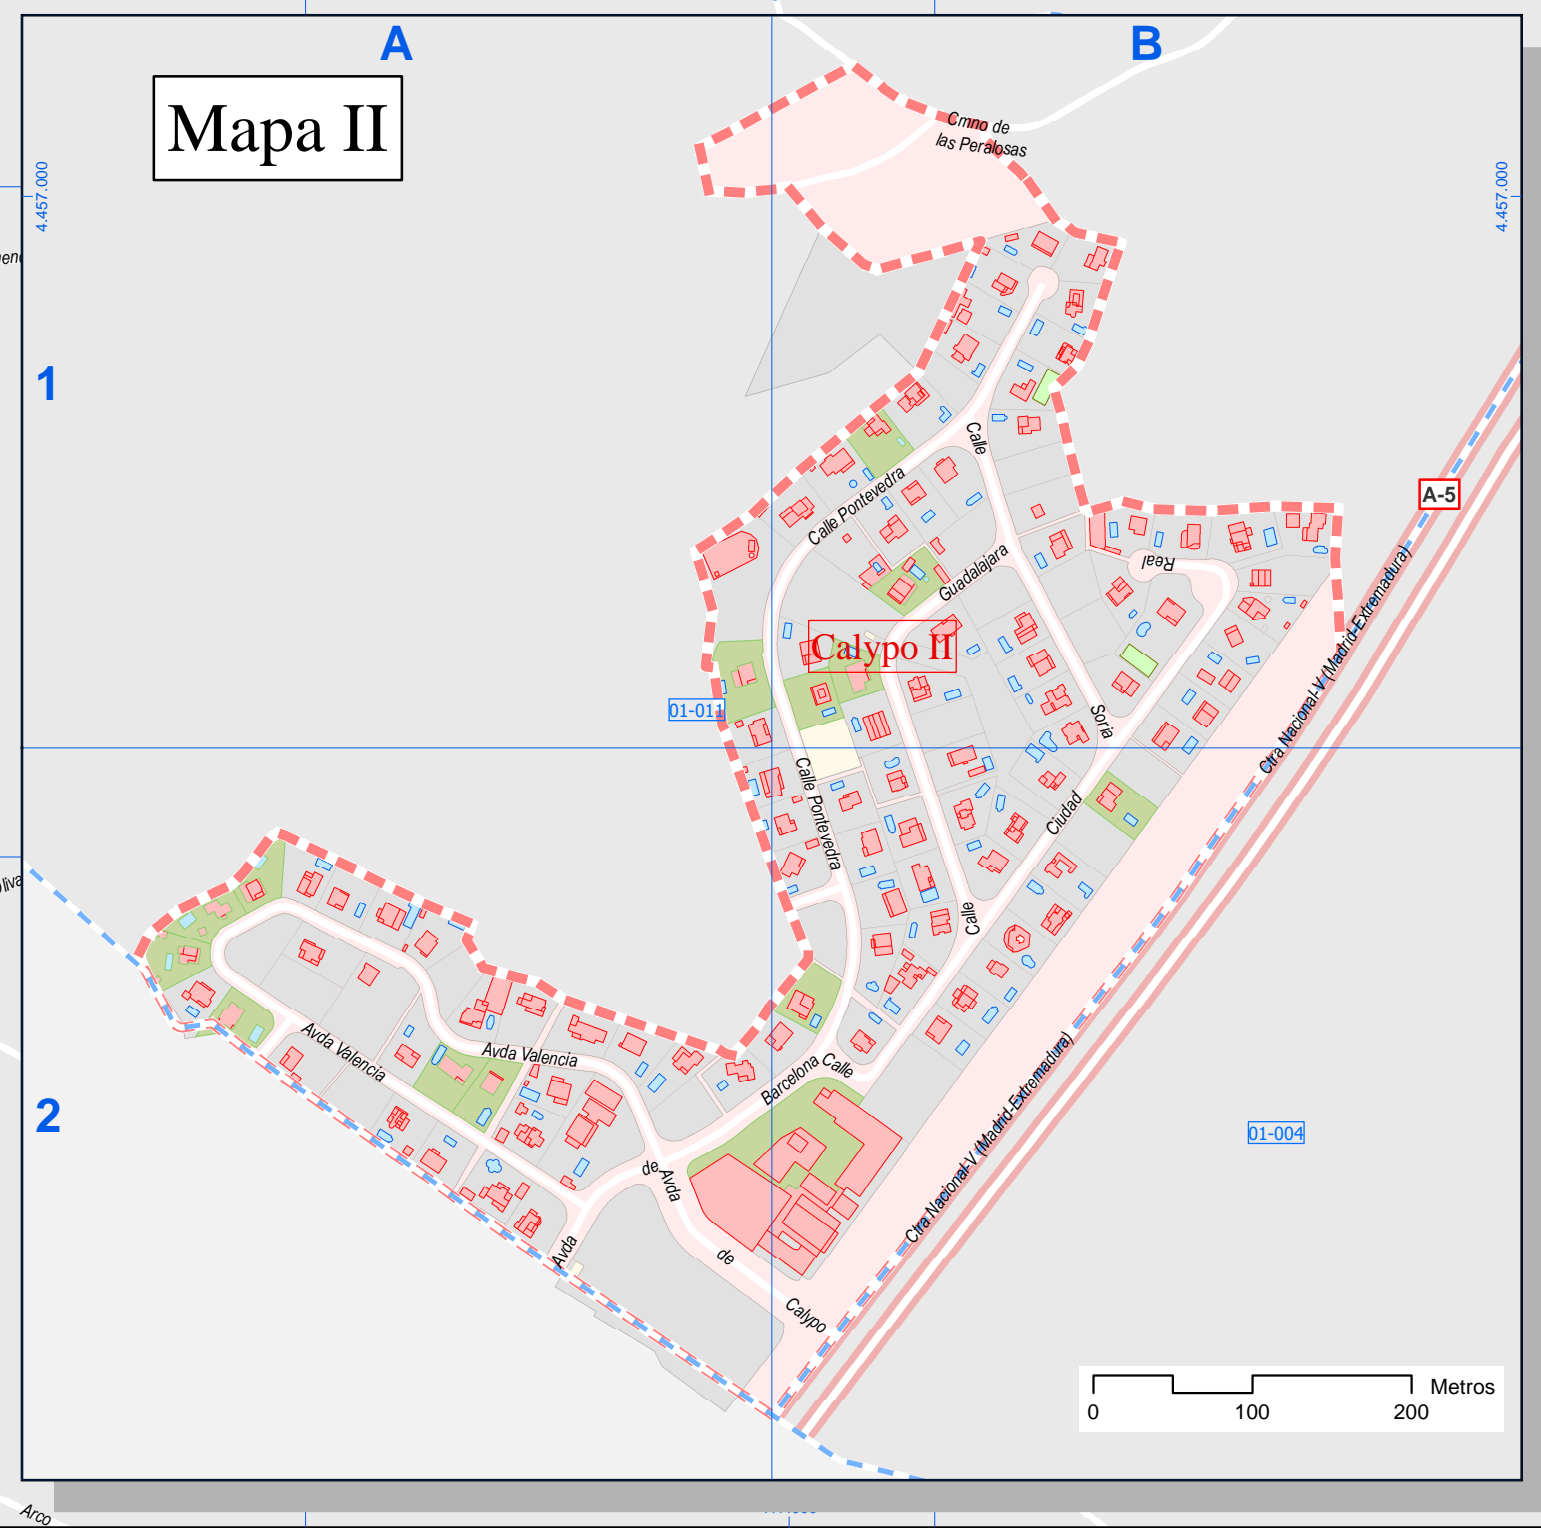 A
B
Mapa II
4.457.000
4.457.000
Cmno de
las Peralosas
1
Calle
A-5
Calle Pontevedra
Guadalajara
Real
Calypo II
01-011
Soria
Ctra Nacional-V (Madrid-Extremadura)
Calle Pontevedra
Ciudad
Calle
Avda Valencia
Avda Valencia
Barcelona
Calle
2
01-004
Ctra Nacional-V (Madrid-Extremadura)
de
Avda
Avda
de
Calypo
Metros
0
100
200
Arco